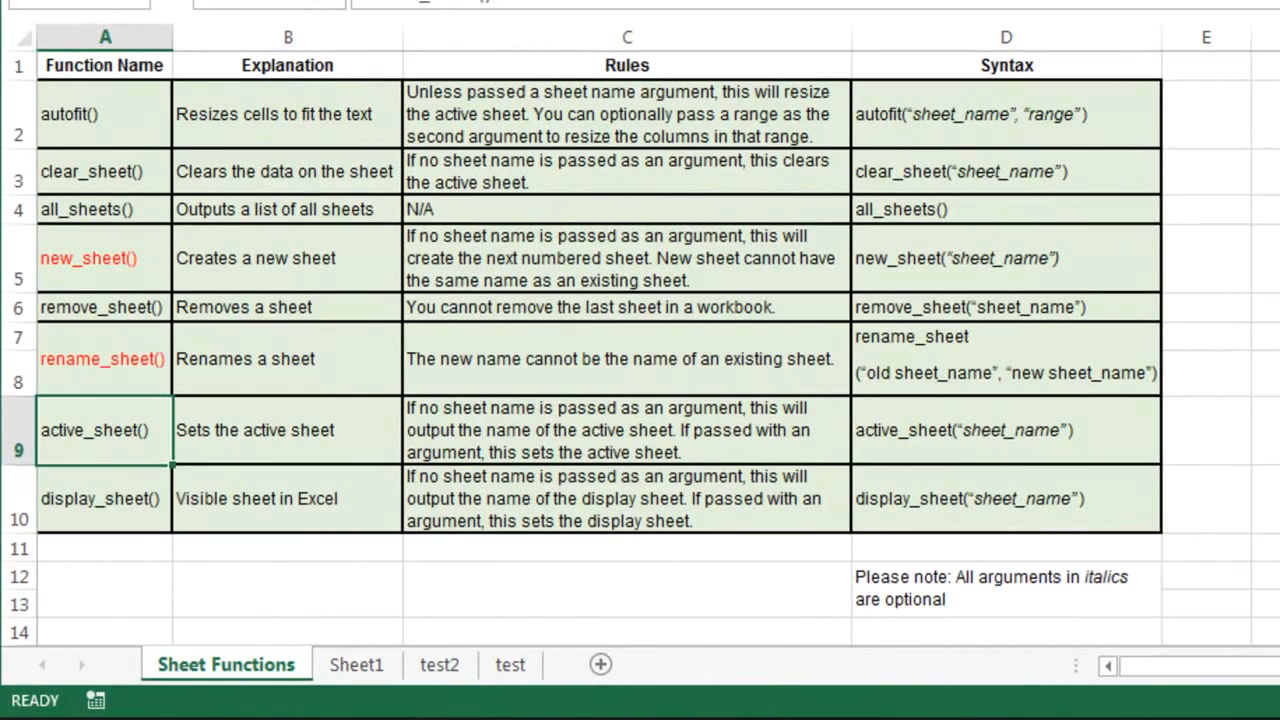 A B C D E
1 Function Name Explanation Rules Syntax
Unless passed a sheet name argument, this will resize
autofit() Resizes cells to fit the text the active sheet. You can optionally pass a range as the autofit(“sheet_name”, “range”)
2 second argument to resize the columns in that range.
If no sheet name is passed as an argument, this clears
clear_sheet() Clears the data on the sheet clear_sheet(“sheet_name”)
3 the active sheet.
4 all_sheets() Outputs a list of all sheets N/A all_sheets()
If no sheet name is passed as an argument, this will
new_sheet() Creates a new sheet create the next numbered sheet. New sheet cannot have new_sheet(“sheet_name”)
5 the same name as an existing sheet.
6 remove_sheet() Removes a sheet You cannot remove the last sheet in a workbook. remove_sheet(“sheet_name”)
7 rename_sheet
rename_sheet() Renames a sheet The new name cannot be the name of an existing sheet.
8 (“old sheet_name”, “new sheet_name”)
If no sheet name is passed as an argument, this will
active_sheet() Sets the active sheet output the name of the active sheet. If passed with an active_sheet(“sheet_name”)
9 argument, this sets the active sheet.
If no sheet name is passed as an argument, this will
display_sheet() Visible sheet in Excel output the name of the display sheet. If passed with an display_sheet(“sheet_name”)
10 argument, this sets the display sheet.
11
12 Please note: All arguments in italics
13 are optional
14
Sheet Functions Sheet1 test2 test
READY